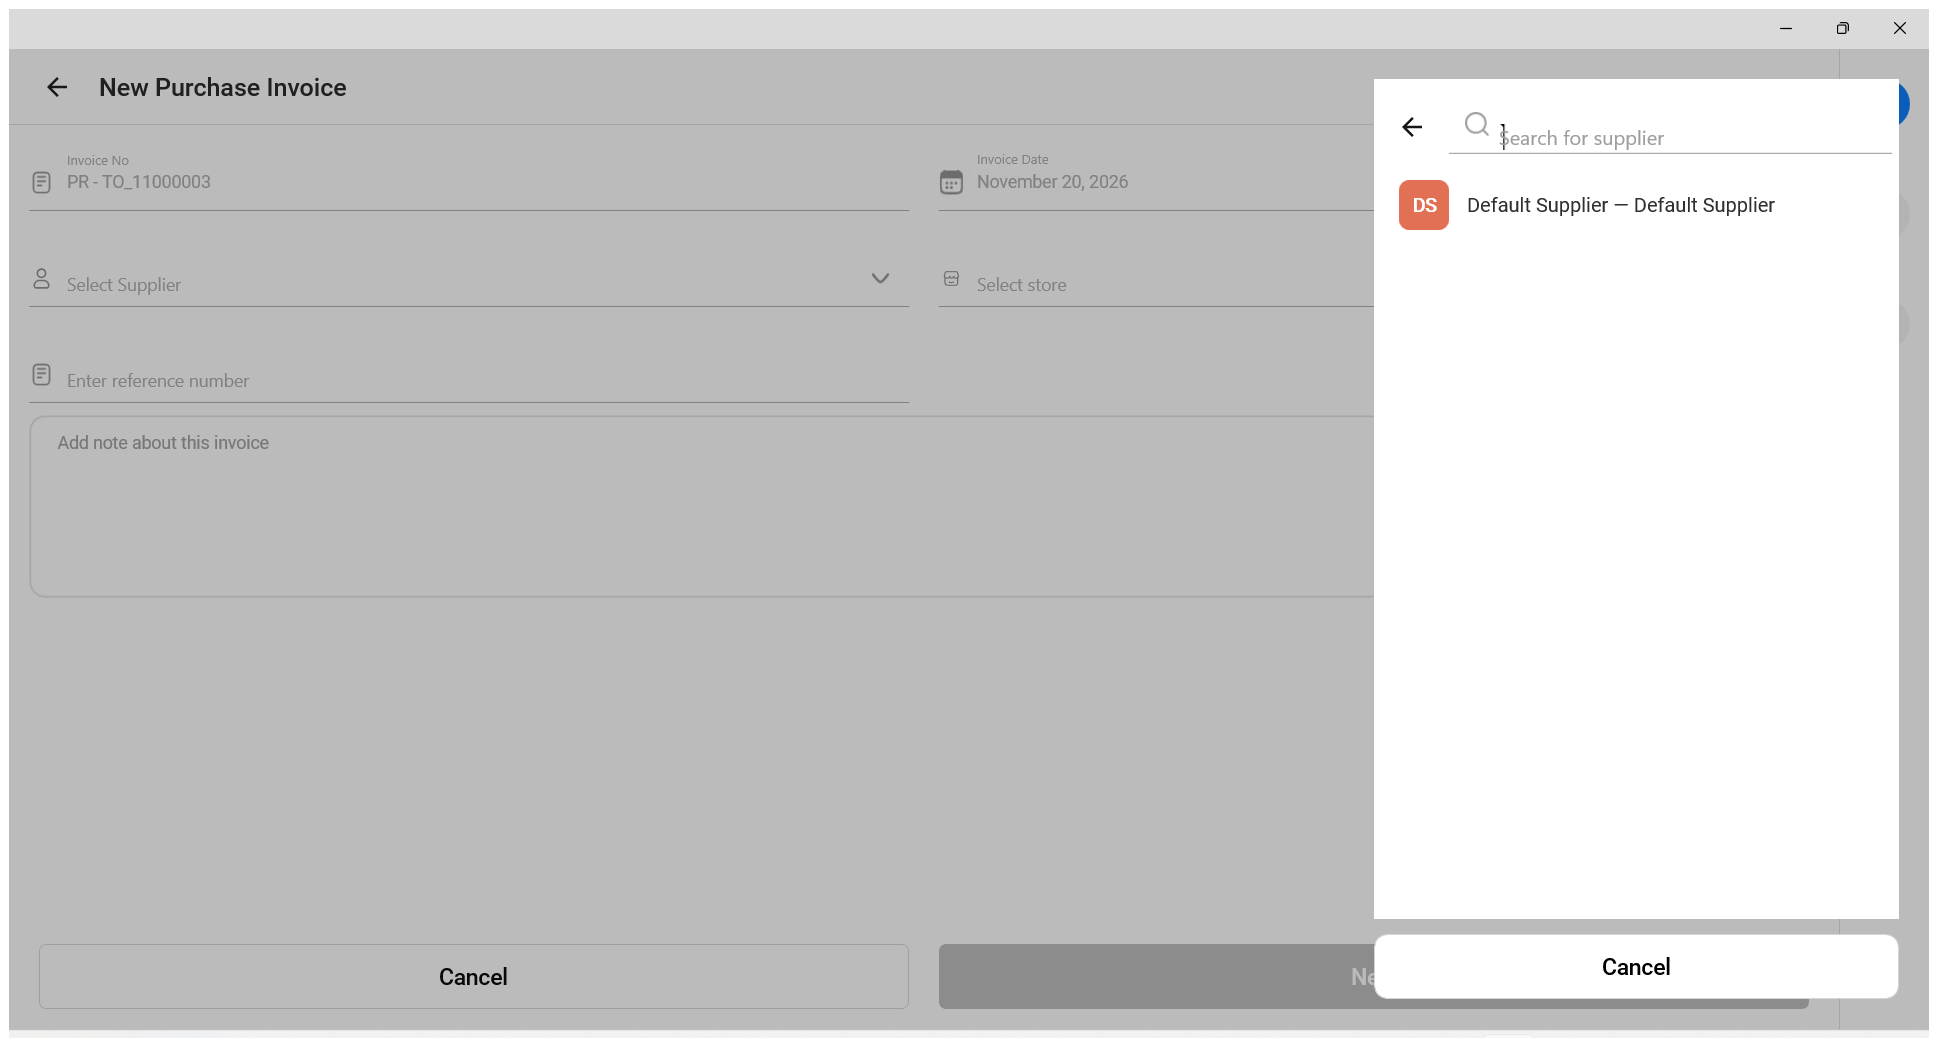 New Purchase Invoice
Invoice No
PR - TO_11000003
Invoice Date
November 20, 2026
Select Supplier
Select store
Enter reference number
Add note about this invoice
Cancel
Search for supplier
DS
Default Supplier — Default Supplier
Cancel